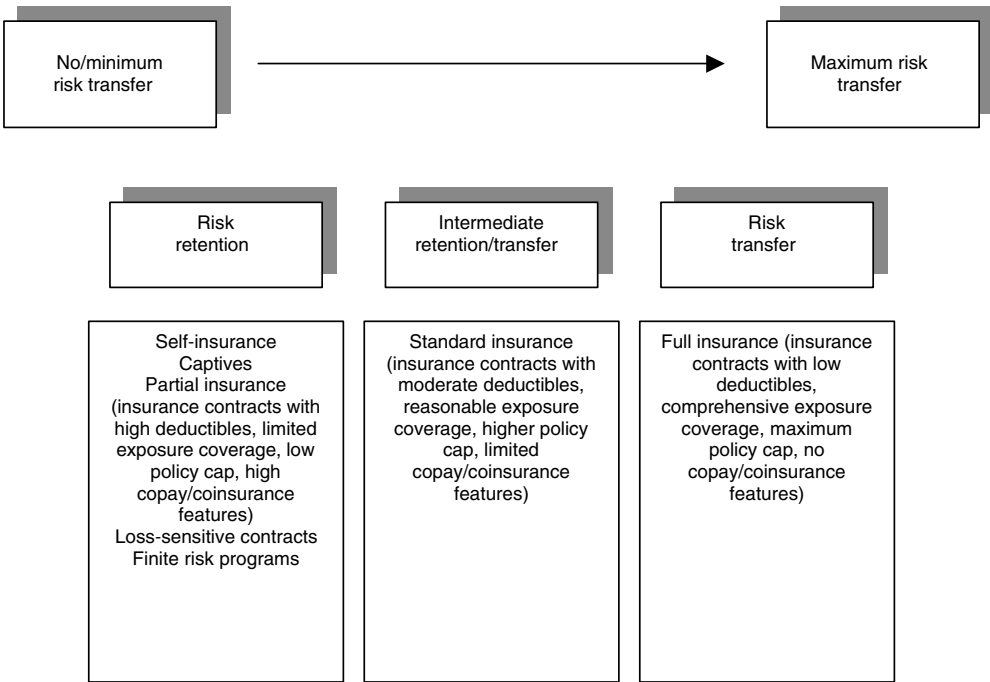 No/minimum
risk transfer
Maximum risk
transfer
Risk
retention
Intermediate
retention/transfer
Risk
transfer
Self-insurance
Captives
Partial insurance
(insurance contracts with
high deductibles, limited
exposure coverage, low
policy cap, high
copay/coinsurance
features)
Loss-sensitive contracts
Finite risk programs
Standard insurance
(insurance contracts with
moderate deductibles,
reasonable exposure
coverage, higher policy
cap, limited
copay/coinsurance
features)
Full insurance (insurance
contracts with low
deductibles,
comprehensive exposure
coverage, maximum
policy cap, no
copay/coinsurance
features)